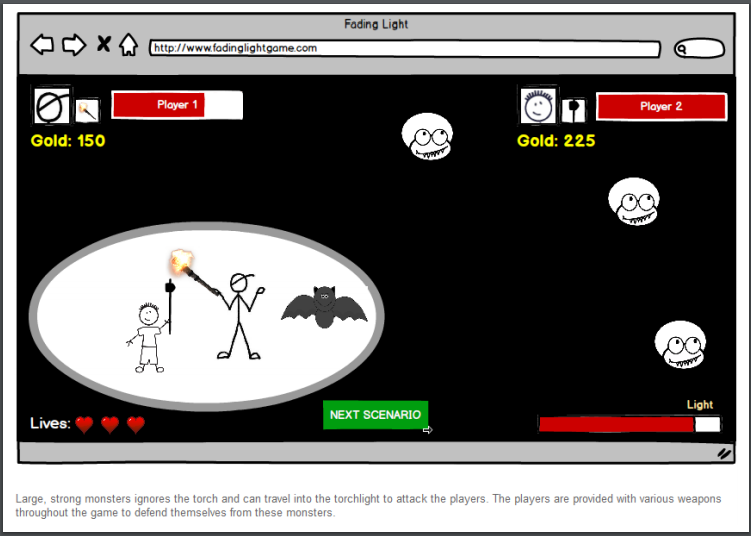 Fading Light
http://www.fadinglightgame.com
Player 1
Player 2
Gold: 150
Gold: 225
Light
NEXT SCENARIO
Lives:
Large, strong monsters ignores the torch and can travel into the torchlight to attack the players. The players are provided with various weapons
throughout the game to defend themselves from these monsters.